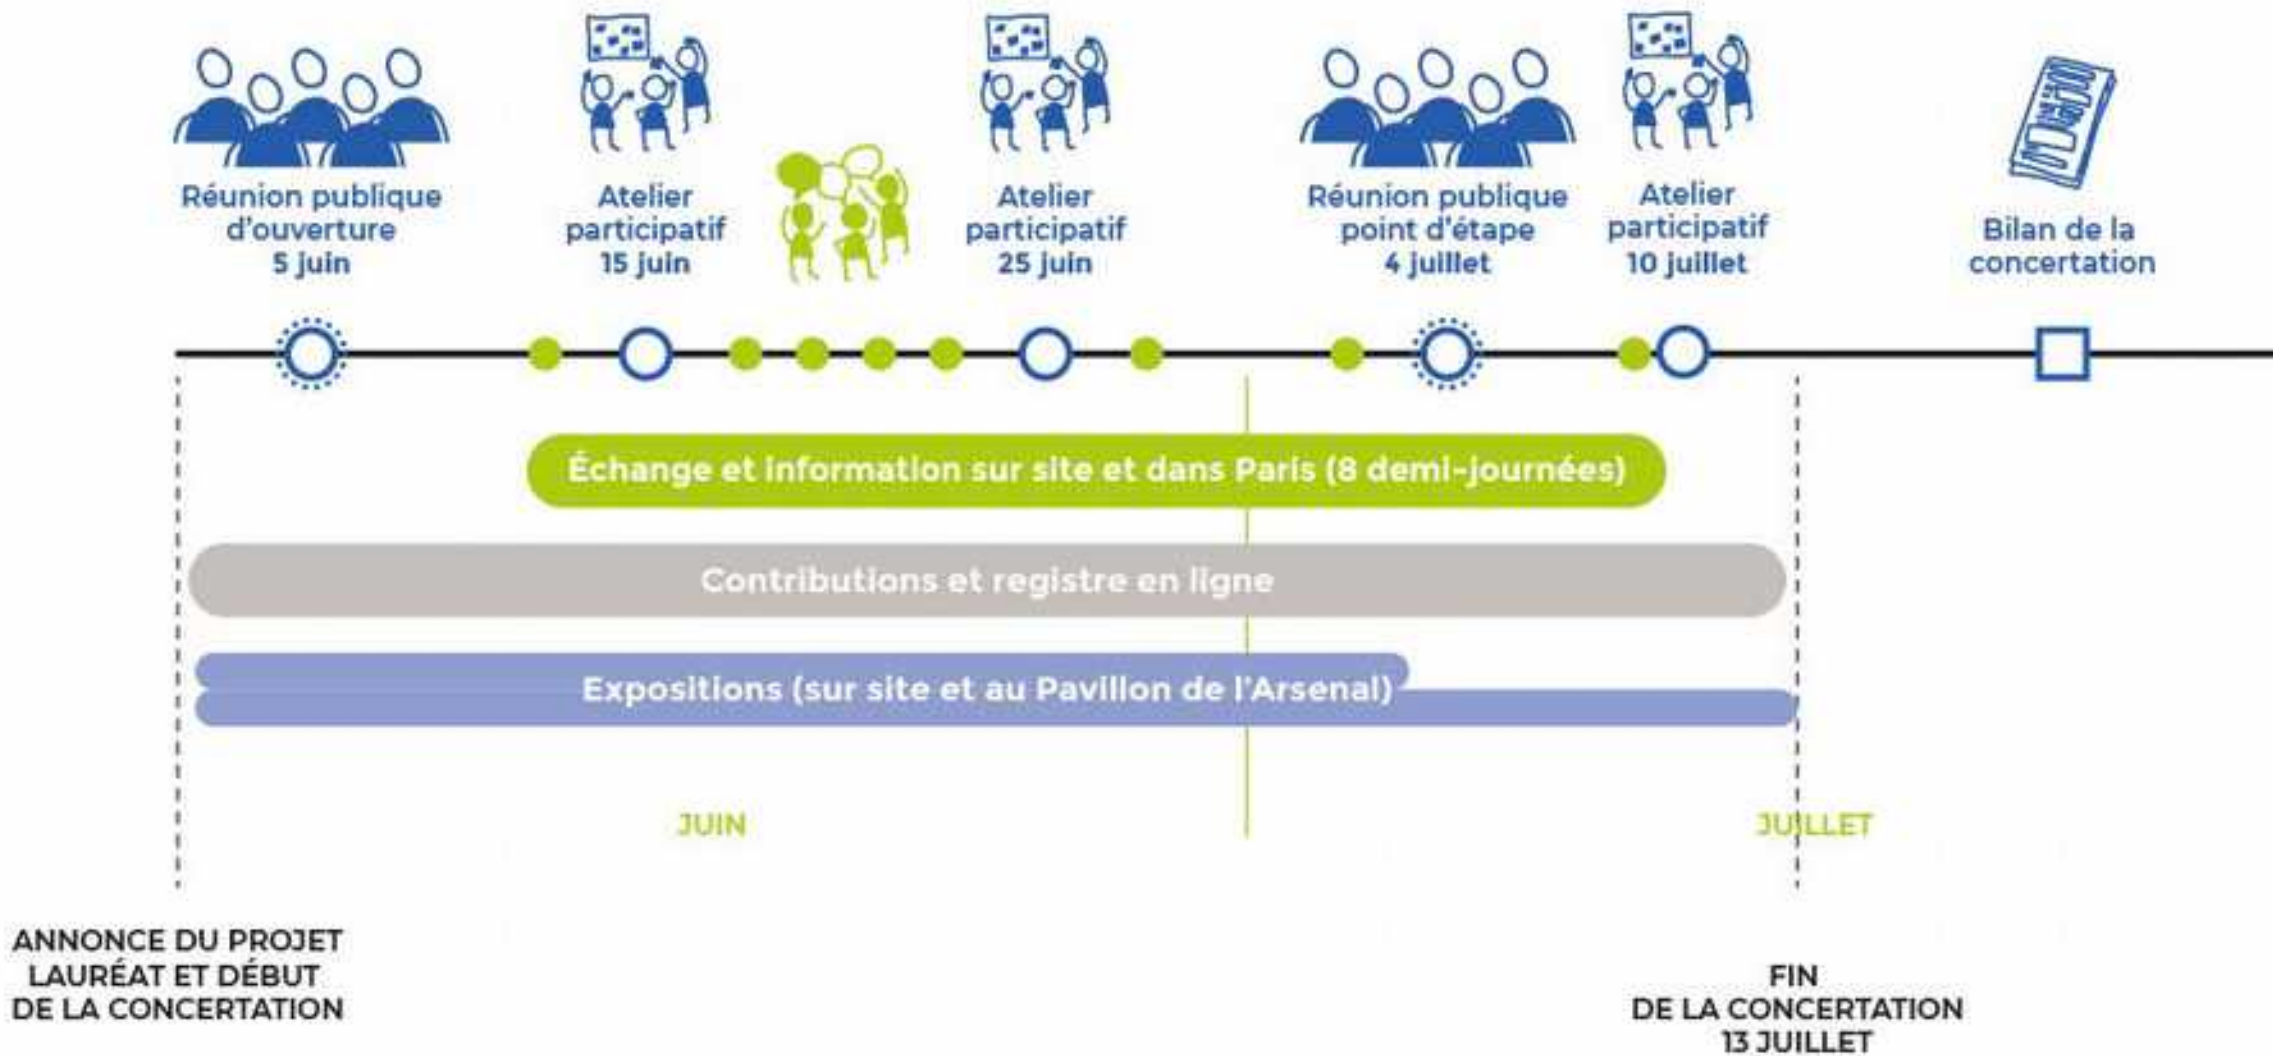 Réunion publique
d'ouverture
5 juin
Atelier
participatif
15 juin
Atelier
participatif
25 juin
Réunion publique
point d'étape
4 juillet
Atelier
participatif
10 juillet
Bilan de la
concertation
Échange et information sur site et dans Paris (8 demi-journées)
Contributions et registre en ligne
Expositions (sur site et au Pavillon de l'Arsenal)
JUIN
JUILLET
ANNONCE DU PROJET
LAURÉAT ET DÉBUT
DE LA CONCERTATION
FIN
DE LA CONCERTATION
13 JUILLET